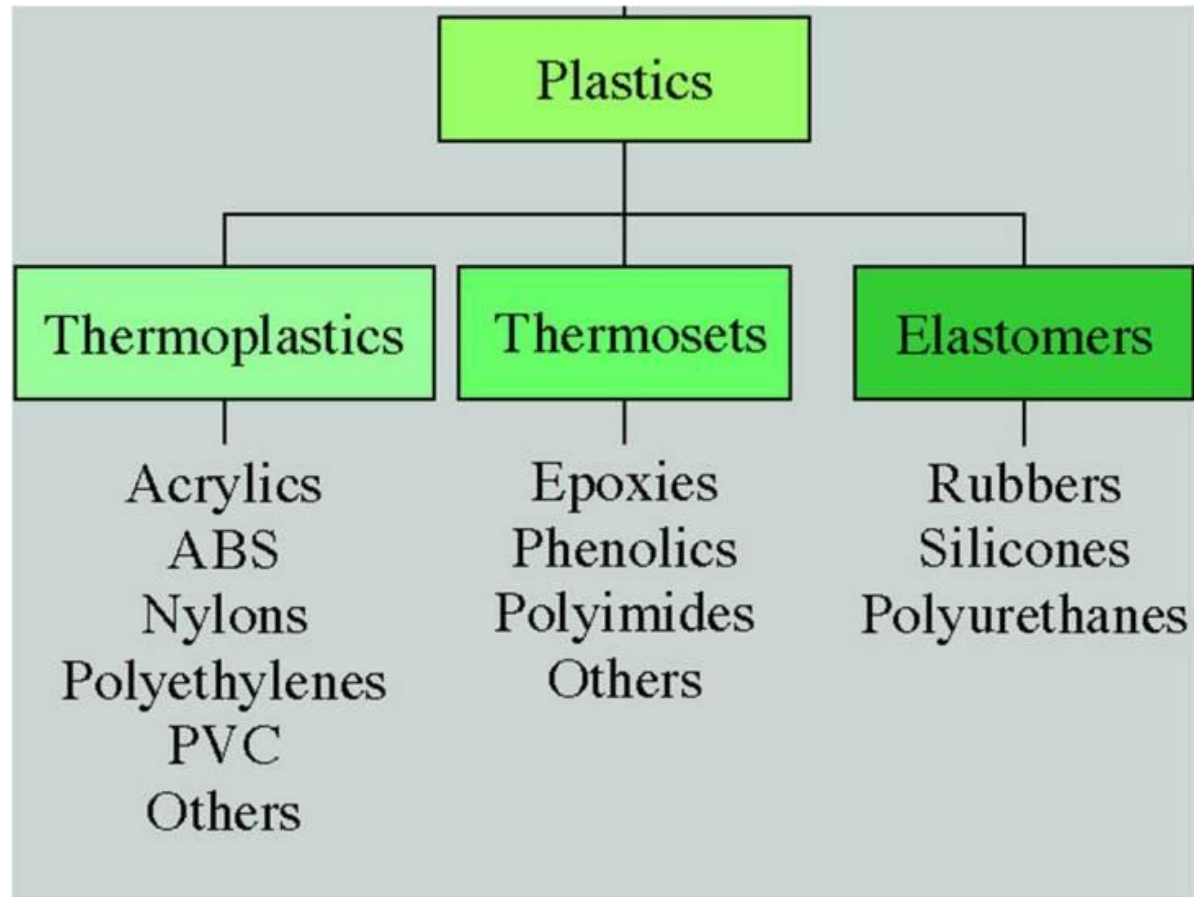 Plastics
Thermoplastics
Thermosets
Elastomers
Acrylics
ABS
Nylons
Polyethylenes
PVC
Others
Epoxies
Phenolics
Polyimides
Others
Rubbers
Silicones
Polyurethanes